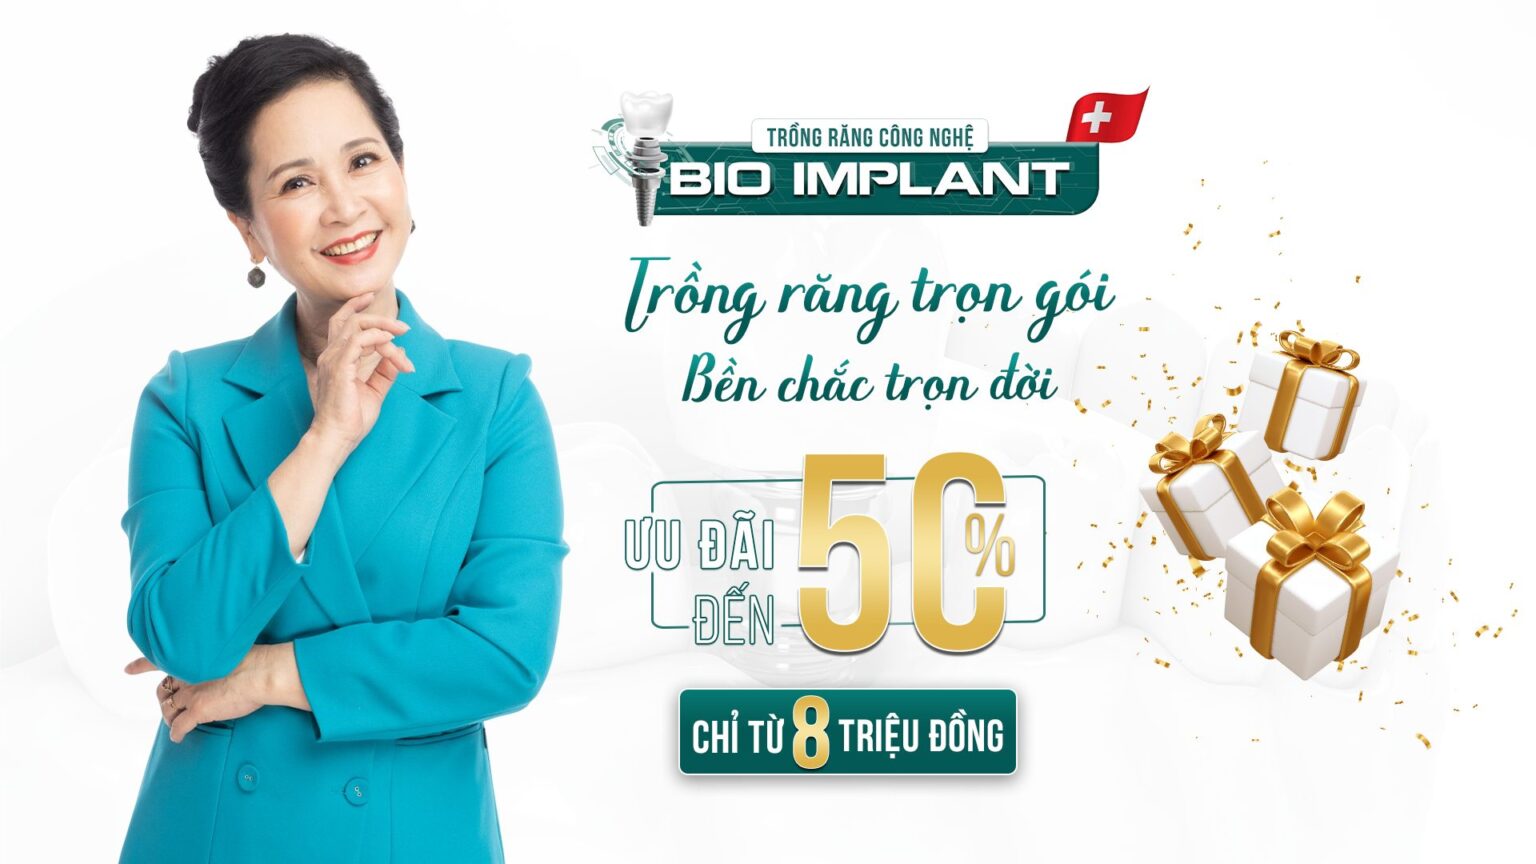 TRỒNG RĂNG CÔNG NGHỆ
BIO IMPLANT
Trồng răng trọn gói
Bền chắc trọn đời
ƯU ĐÃI
ĐẾN
50%
CHỈ TỪ 8 TRIỆU ĐỒNG